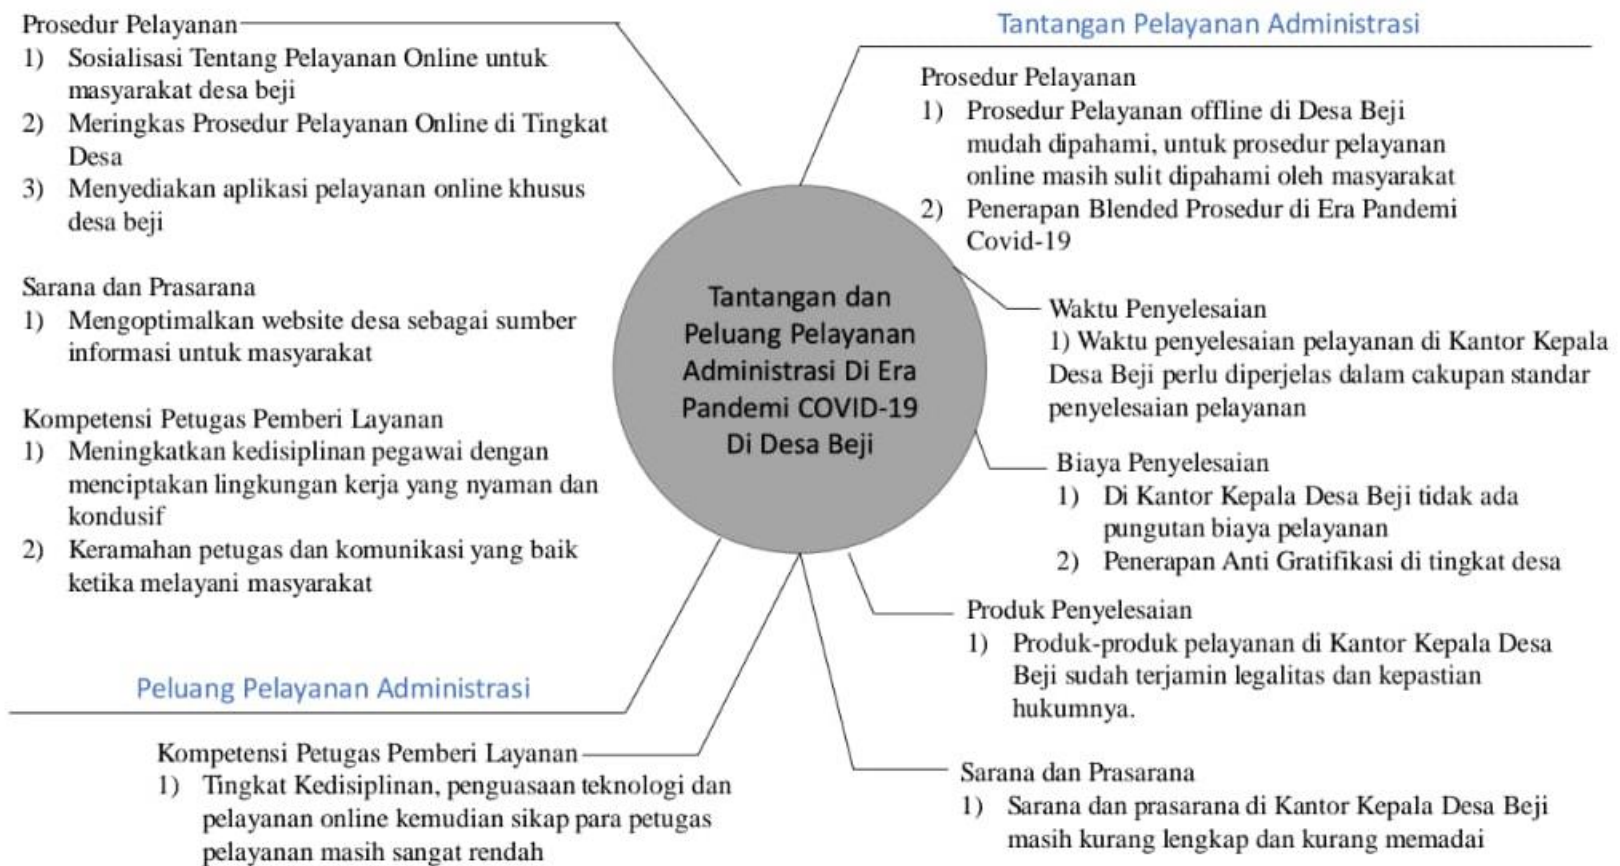 Prosedur Pelayanan
1) Sosialisasi Tentang Pelayanan Online untuk
masyarakat desa beji
2) Meringkas Prosedur Pelayanan Online di Tingkat
Desa
3) Menyediakan aplikasi pelayanan online khusus
desa beji
Sarana dan Prasarana
1) Mengoptimalkan website desa sebagai sumber
informasi untuk masyarakat
Kompetensi Petugas Pemberi Layanan
1) Meningkatkan kedisiplinan pegawai dengan
menciptakan lingkungan kerja yang nyaman dan
kondusif
2) Keramahan petugas dan komunikasi yang baik
ketika melayani masyarakat
Peluang Pelayanan Administrasi
Kompetensi Petugas Pemberi Layanan
1) Tingkat Kedisiplinan, penguasaan teknologi dan
pelayanan online kemudian sikap para petugas
pelayanan masih sangat rendah
Tantangan dan
Peluang Pelayanan
Administrasi Di Era
Pandemi COVID-19
Di Desa Beji
Tantangan Pelayanan Administrasi
Prosedur Pelayanan
1) Prosedur Pelayanan offline di Desa Beji
mudah dipahami, untuk prosedur pelayanan
online masih sulit dipahami oleh masyarakat
2) Penerapan Blended Prosedur di Era Pandemi
Covid-19
Waktu Penyelesaian
1) Waktu penyelesaian pelayanan di Kantor Kepala
Desa Beji perlu diperjelas dalam cakupan standar
penyelesaian pelayanan
Biaya Penyelesaian
1) Di Kantor Kepala Desa Beji tidak ada
pungutan biaya pelayanan
2) Penerapan Anti Gratifikasi di tingkat desa
Produk Penyelesaian
1) Produk-produk pelayanan di Kantor Kepala Desa
Beji sudah terjamin legalitas dan kepastian
hukumnya.
Sarana dan Prasarana
1) Sarana dan prasarana di Kantor Kepala Desa Beji
masih kurang lengkap dan kurang memadai